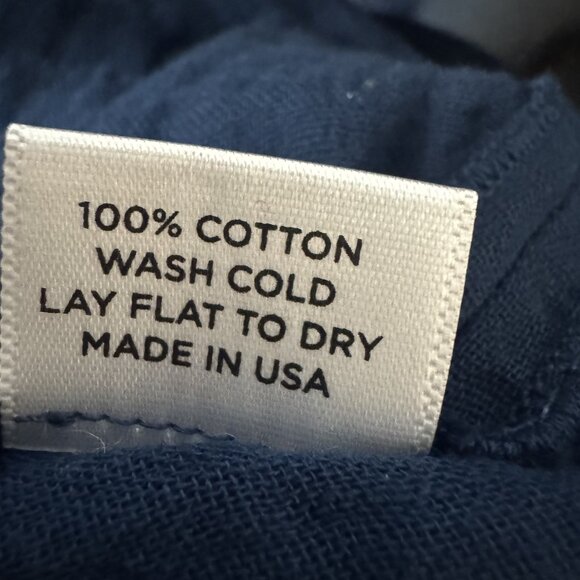 100% COTTON
WASH COLD
LAY FLAT TO DRY
MADE IN USA